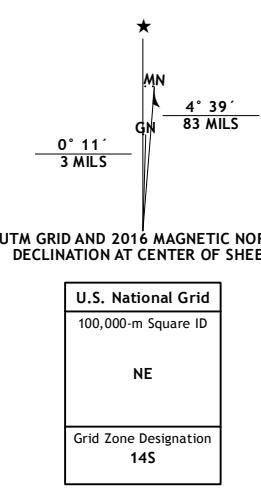 MN
4° 39´
83 MILS
GN
0° 11´
3 MILS
UTM GRID AND 2016 MAGNETIC NOR
DECLINATION AT CENTER OF SHEE
U.S. National Grid
100,000-m Square ID
NE
Grid Zone Designation
14S